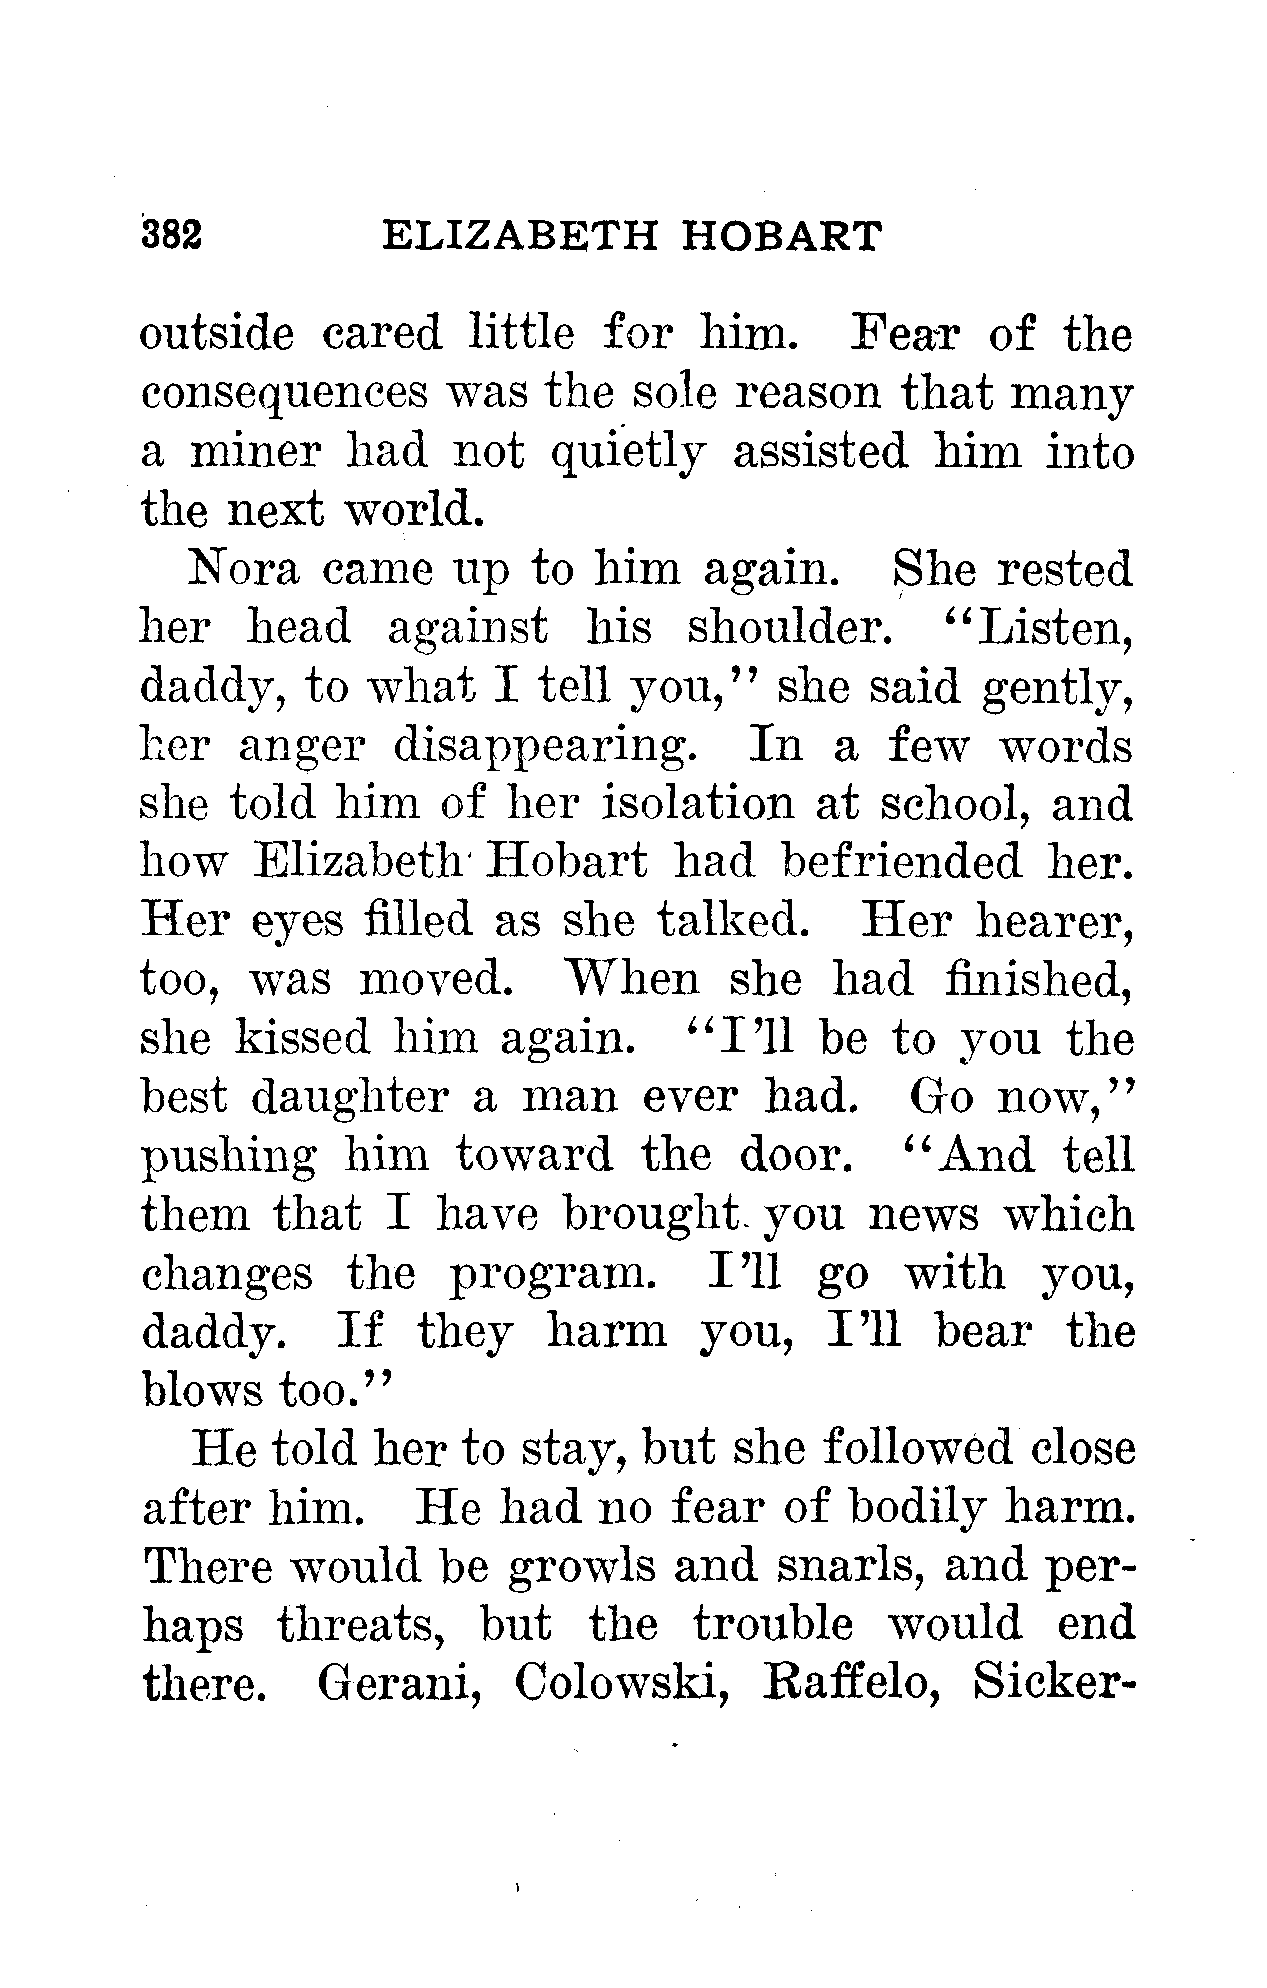 382 ELIZABETH HOBART
outside cared little for him. Fear of the
consequences was the sole reason that many
a miner had not quietly assisted him into
the next world.
Nora came up to him again. She rested
her head against his shoulder. "Listen,
daddy, to what I tell you," she said gently,
her anger disappearing. In a few words
she told him of her isolation at school, and
how Elizabeth Hobart had befriended her.
Her eyes filled as she talked. Her hearer,
too, was moved. When she had finished,
she kissed him again. "I'll be to you the
best daughter a man ever had. Go now,"
pushing him toward the door. "And tell
them that I have brought you news which
changes the program. I'll go with you,
daddy. If they harm you, I'll bear the
blows too."
He told her to stay, but she followed close
after him. He had no fear of bodily harm.
There would be growls and snarls, and per-
haps threats, but the trouble would end
there. Gerani, Colowski, Raffelo, Sicker-